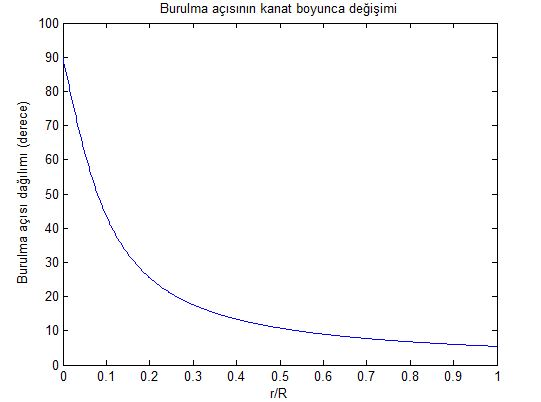 Burulma açısının kanat boyunca değişimi
Burulma açısı dağılımı (derece)
100
90
80
70
60
50
40
30
20
10
0
0 0.1 0.2 0.3 0.4 0.5 0.6 0.7 0.8 0.9 1
r/R